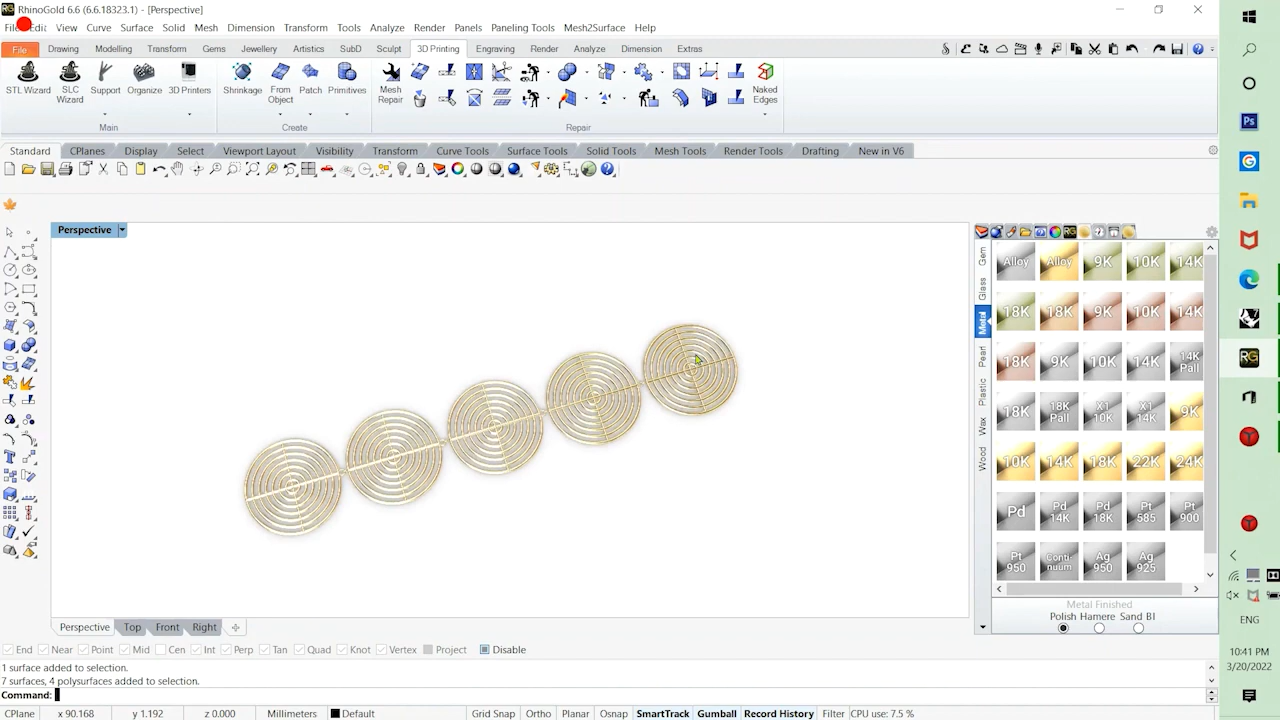 RhinoGold 6.6 (6.6.18323.1) - [Perspective]
File Edit View Curve Surface Solid Mesh Dimension Transform Tools Analyze Render Panels Paneling Tools Mesh2Surface Help
File Drawing Modelling Transform Gems Jewellery Artistics SubD Sculpt 3D Printing Engraving Render Analyze Dimension Extras
STL Wizard SLC Wizard Support Organize 3D Printers Shrinkage From Object Patch Primitives Mesh Repair Naked Edges
Main Create Repair
Standard CPlanes Display Select Viewport Layout Visibility Transform Curve Tools Surface Tools Solid Tools Mesh Tools Render Tools Drafting New in V6
Perspective
Gem
Glass
Metal
Pearl
Plastic
Wax
Wood
Alloy Alloy 9K 10K 14K
18K 18K 9K 10K 14K
18K 9K 10K 14K 14K Pall
18K 18K Pall X1 10K X1 14K 9K
10K 14K 18K 22K 24K
Pd Pd 14K Pd 18K Pt 585 Pt 900
Pt 950 Conti-nuum Ag 950 Ag 925
Metal Finished
Polish Hamere Sand Bl
Perspective Top Front Right
End Near Point Mid Cen Int Perp Tan Quad Knot Vertex Project Disable
1 surface added to selection.
7 surfaces, 4 polysurfaces added to selection.
Command:
CPlane x 90.168 y 1.192 z 0.000 Millimeters Default Grid Snap Ortho Planar Osnap SmartTrack Gumball Record History Filter CPU use: 7.5 %
Ps
RG
ENG
10:41 PM
3/20/2022